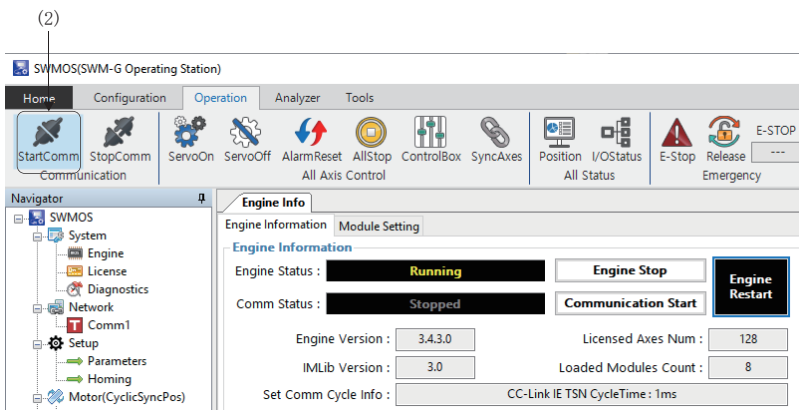 (2)
SWMOS(SWM-G Operating Station)
Home Configuration Operation Analyzer Tools
StartComm StopComm ServoOn ServoOff AlarmReset AllStop ControlBox SyncAxes Position I/OStatus E-Stop Release E-STOP ---
Communication All Axis Control All Status Emergency
Navigator
SWMOS
System
Engine
License
Diagnostics
Network
Comm1
Setup
Parameters
Homing
Motor(CyclicSyncPos)
Engine Info
Engine Information Module Setting
Engine Information
Engine Status : Running Engine Stop Engine Restart
Comm Status : Stopped Communication Start
Engine Version : 3.4.3.0 Licensed Axes Num : 128
IMLib Version : 3.0 Loaded Modules Count : 8
Set Comm Cycle Info : CC-Link IE TSN CycleTime : 1ms